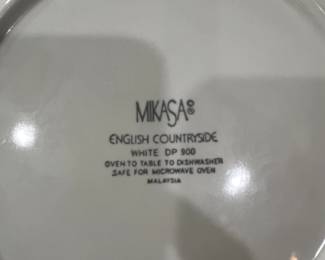 MIKASA®
ENGLISH COUNTRYSIDE
WHITE DP 900
OVEN TO TABLE TO DISHWASHER
SAFE FOR MICROWAVE OVEN
MALAYSIA